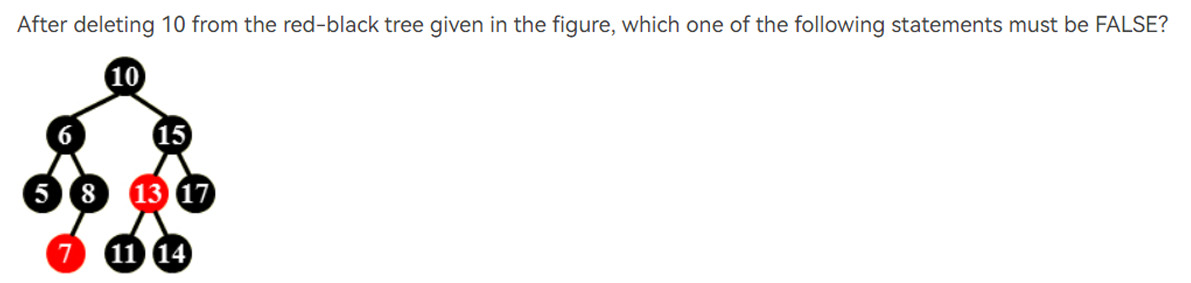 After deleting 10 from the red-black tree given in the figure, which one of the following statements must be FALSE?
10
6 15
5 8 13 17
7 11 14